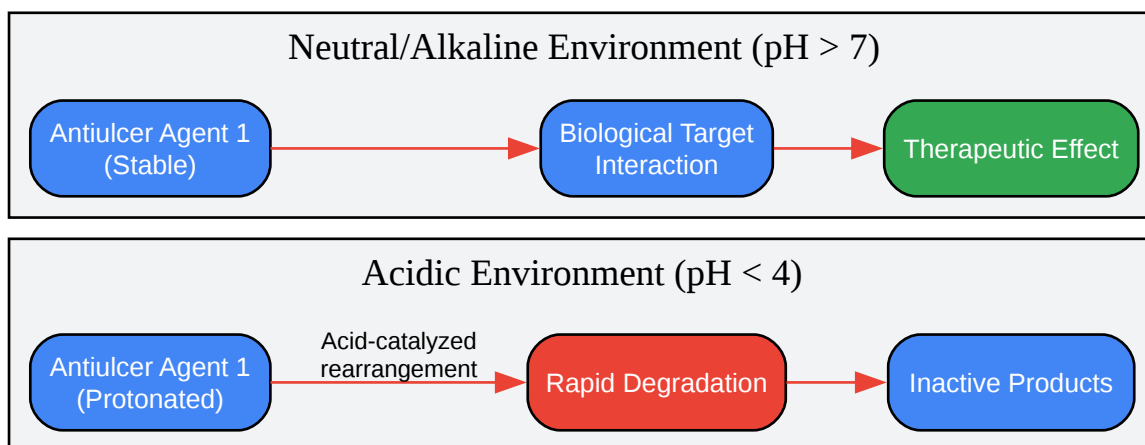 Neutral/Alkaline Environment (pH > 7)
Antiulcer Agent 1
(Stable)
Biological Target
Interaction
Therapeutic Effect
Acidic Environment (pH < 4)
Antiulcer Agent 1
(Protonated)
Acid-catalyzed
rearrangement
Rapid Degradation
Inactive Products